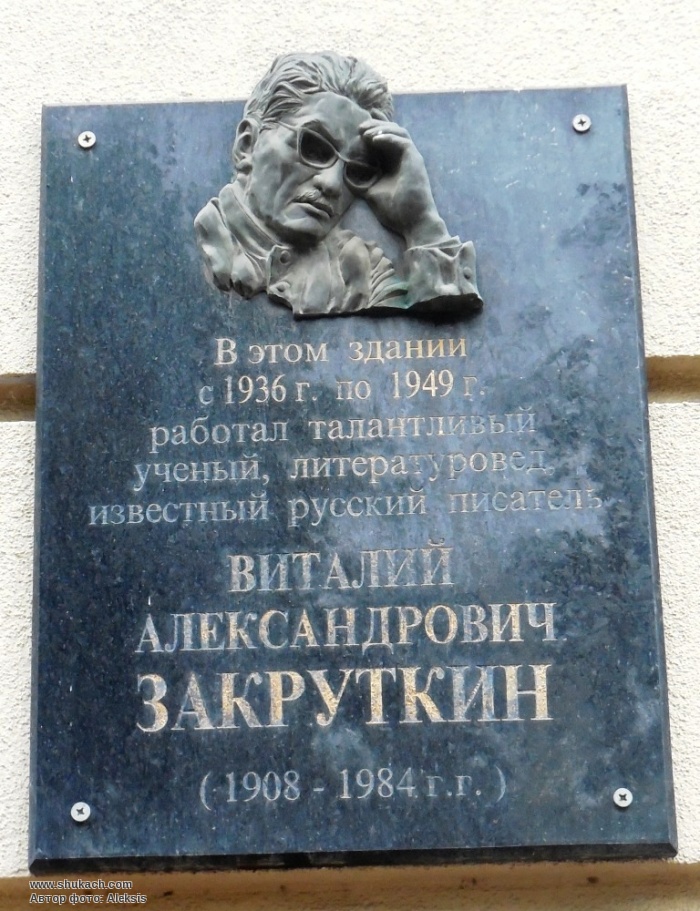 В этом здании
с 1936 г. по 1949 г.
работал талантливый
ученый, литературовед,
известный русский писатель
ВИТАЛИЙ
АЛЕКСАНДРОВИЧ
ЗАКРУТКИН
( 1908 - 1984 г.г. )
www.shukach.com
Автор фото: Aleksis